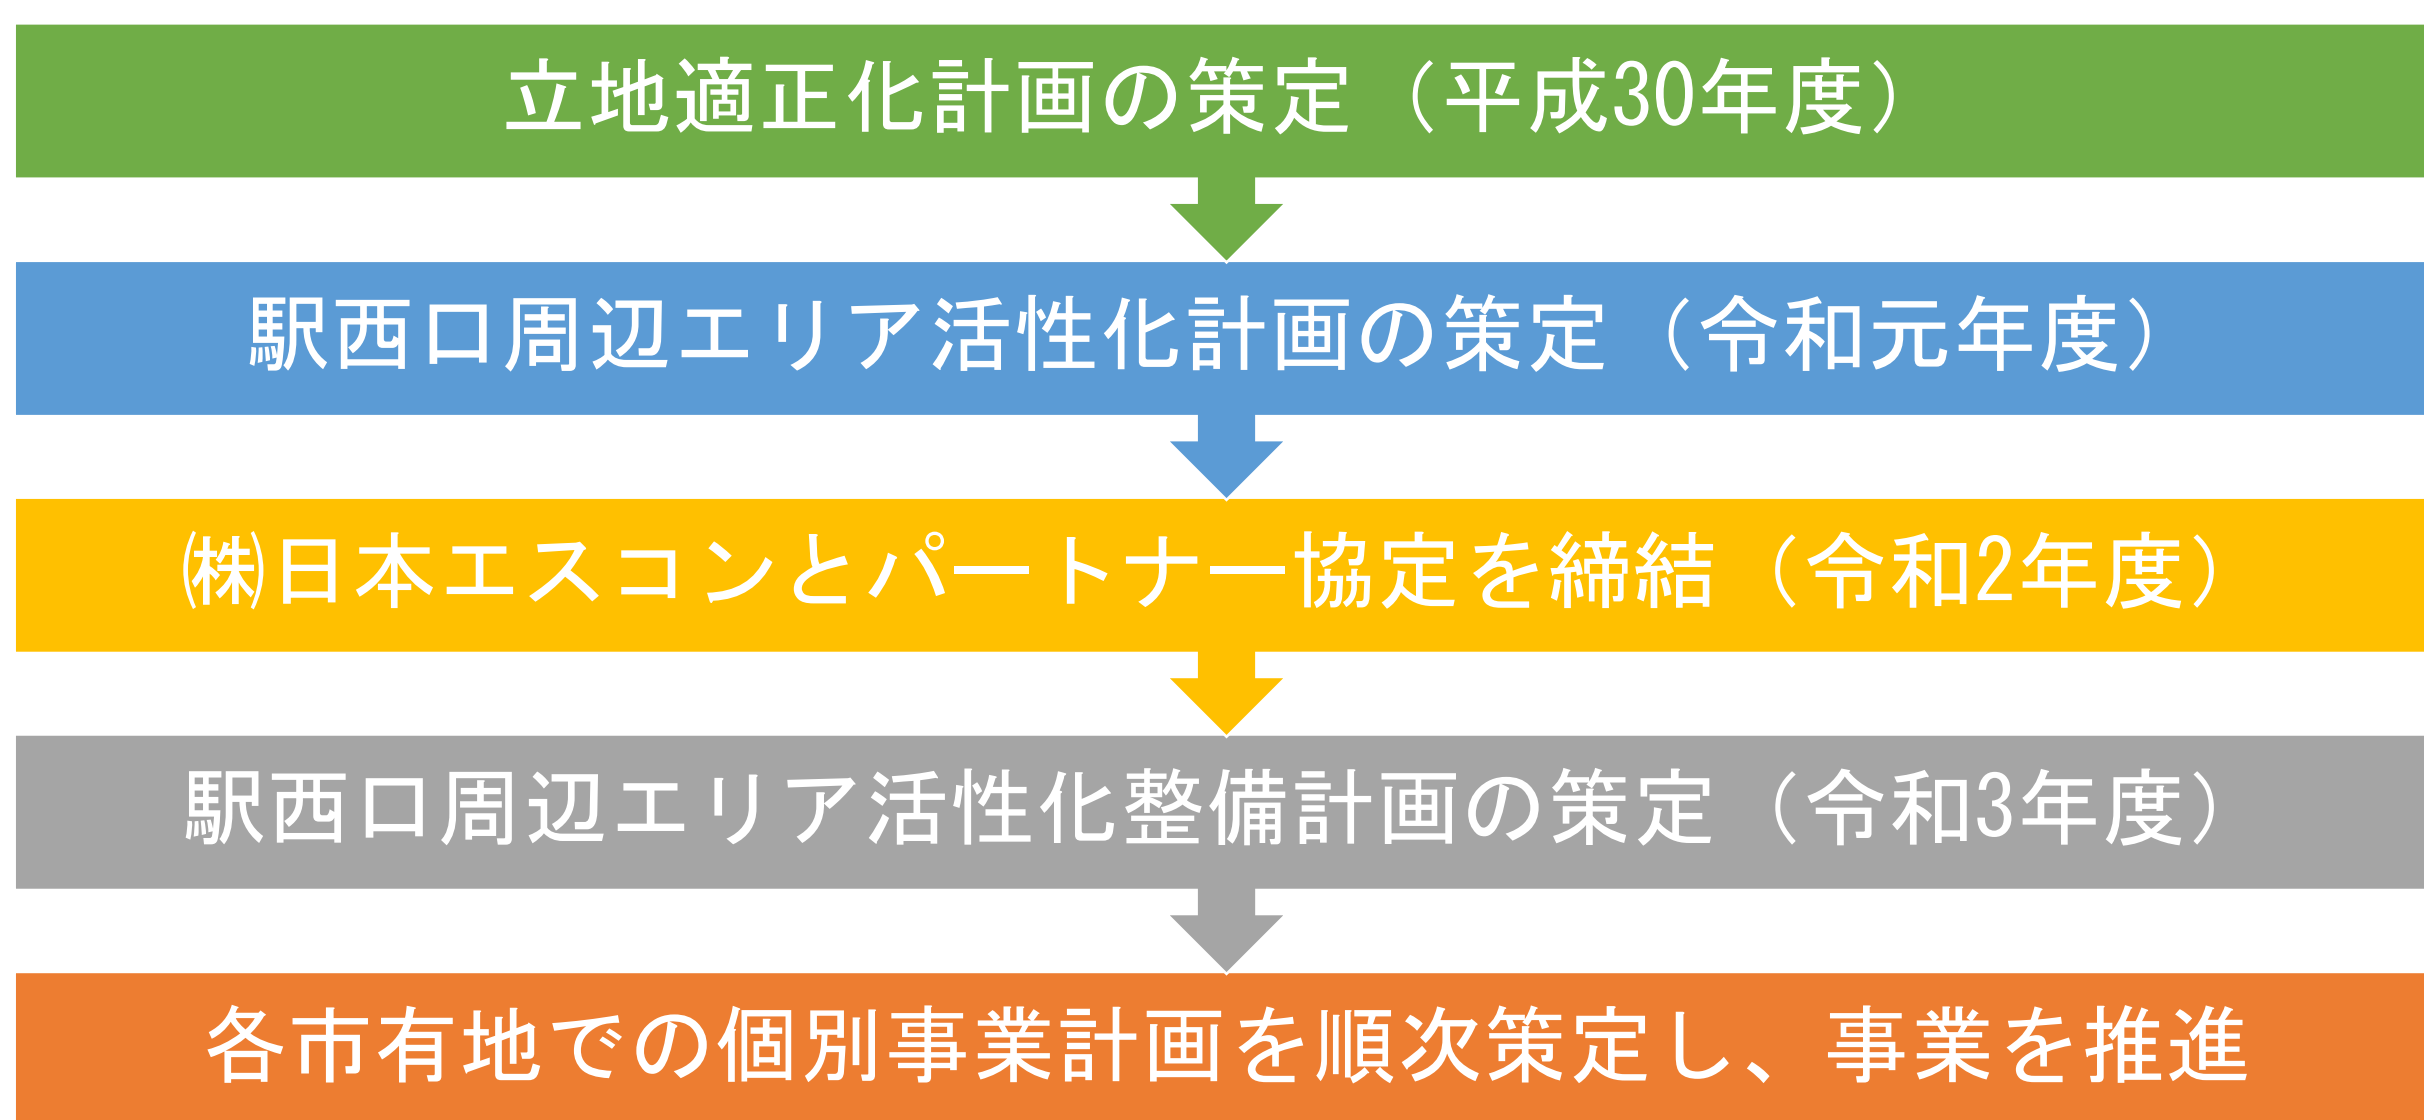 立地適正化計画の策定（平成30年度）
駅西口周辺エリア活性化計画の策定（令和元年度）
㈱日本エスコンとパートナー協定を締結（令和2年度）
駅西口周辺エリア活性化整備計画の策定（令和3年度）
各市有地での個別事業計画を順次策定し、事業を推進